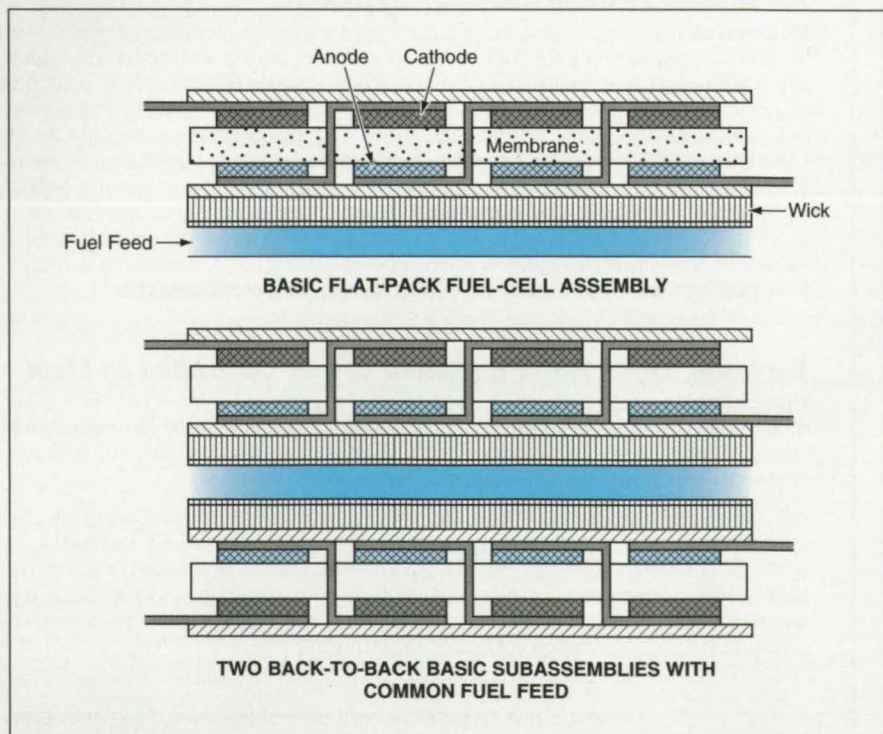 Anode
Cathode
Membrane
Wick
Fuel Feed
BASIC FLAT-PACK FUEL-CELL ASSEMBLY
TWO BACK-TO-BACK BASIC SUBASSEMBLIES WITH
COMMON FUEL FEED